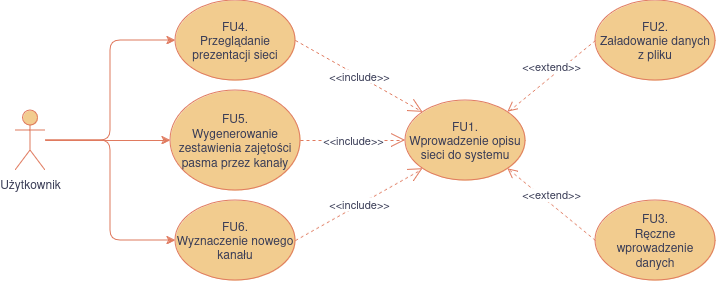 FU4.
Przeglądanie
prezentacji sieci
FU2.
Załadowanie danych
z pliku
<<include>>
<<extend>>
FU5.
Wygenerowanie
zestawienia zajętości
pasma przez kanały
<<include>>
FU1.
Wprowadzenie opisu
sieci do systemu
Użytkownik
<<include>>
<<extend>>
FU6.
Wyznaczenie nowego
kanału
FU3.
Ręczne
wprowadzenie
danych